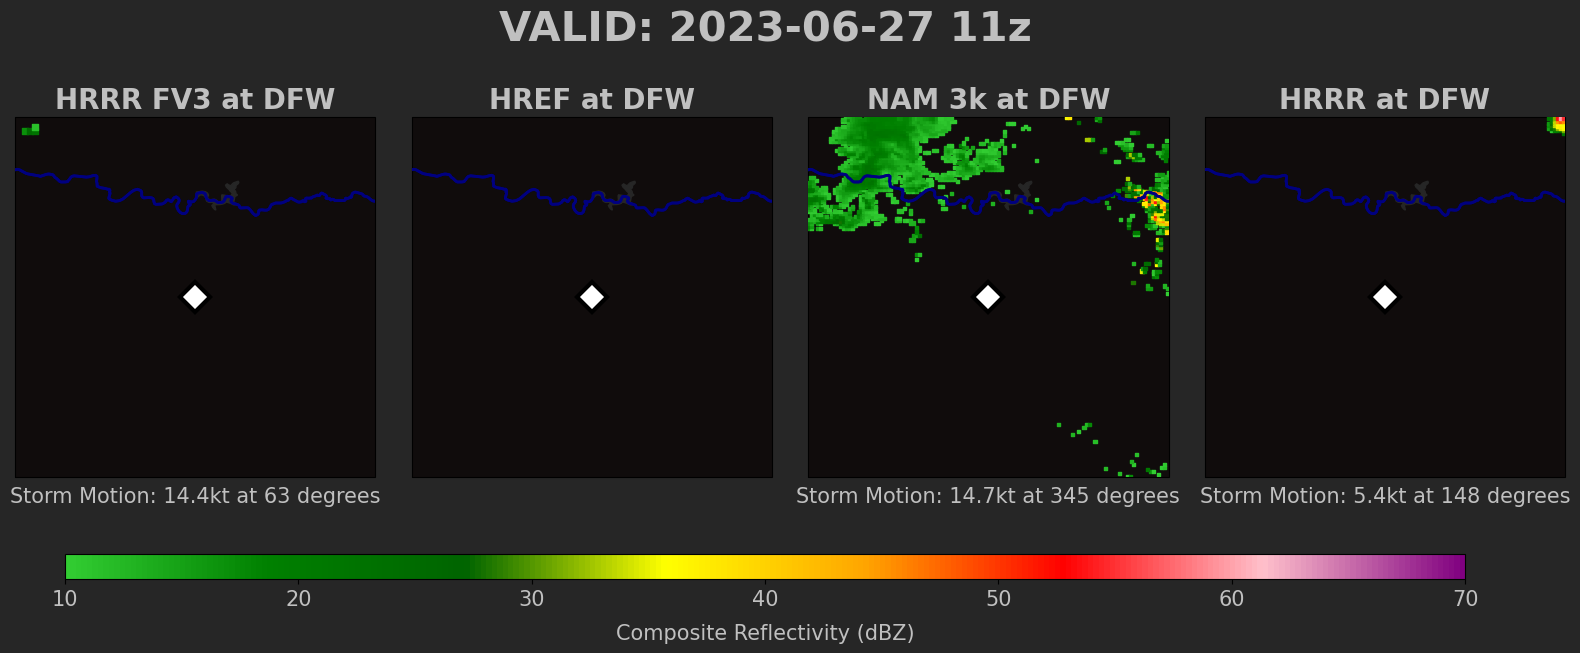 VALID: 2023-06-27 11z
HRRR FV3 at DFW
HREF at DFW
NAM 3k at DFW
HRRR at DFW
Storm Motion: 14.4kt at 63 degrees
Storm Motion: 14.7kt at 345 degrees
Storm Motion: 5.4kt at 148 degrees
10 20 30 40 50 60 70
Composite Reflectivity (dBZ)